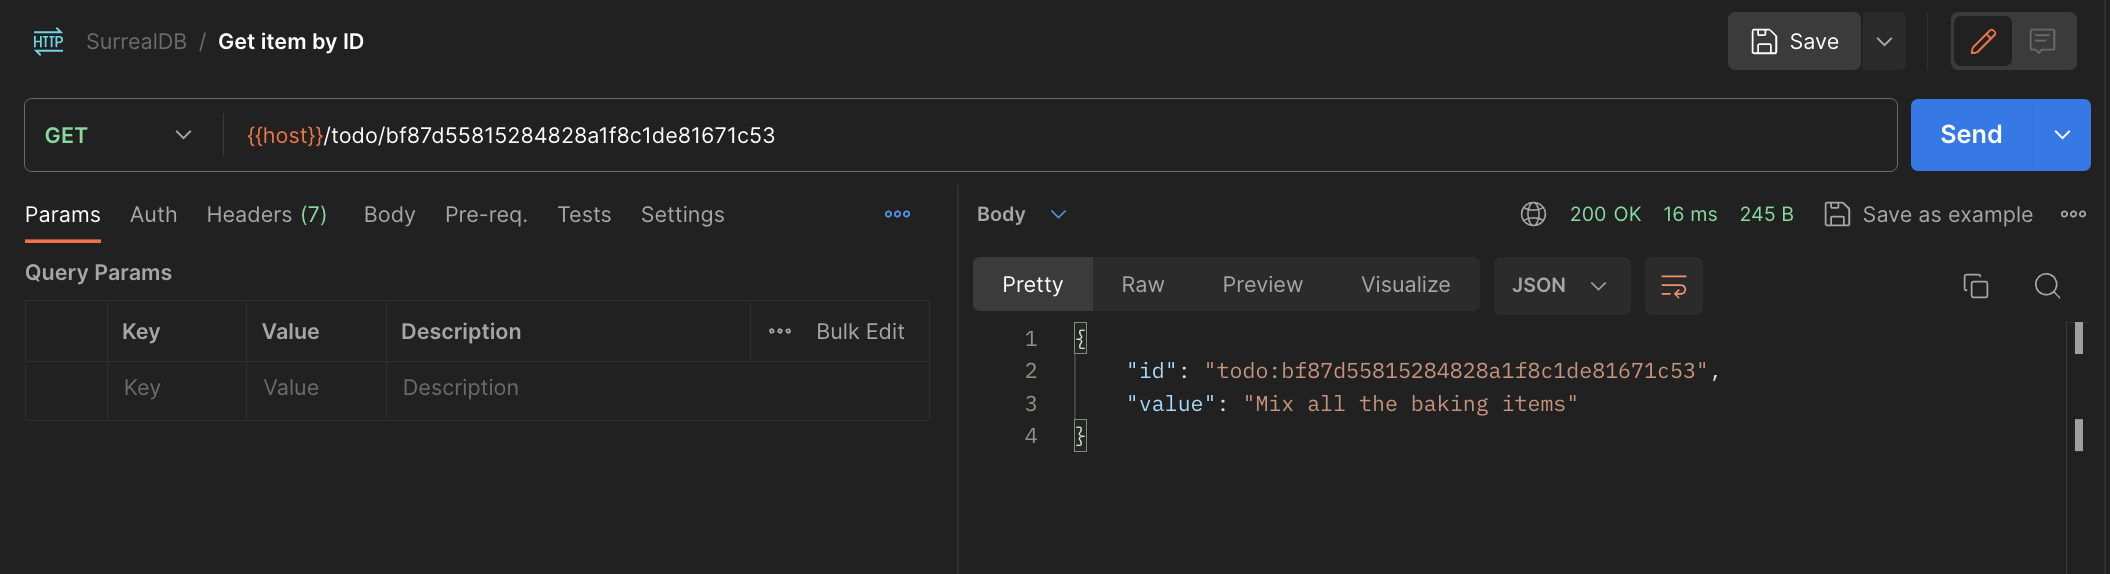 HTTP SurrealDB / Get item by ID
Save
GET {{host}}/todo/bf87d55815284828a1f8c1de81671c53
Send
Params Auth Headers (7) Body Pre-req. Tests Settings
Query Params
Key Value Description Bulk Edit
Key Value Description
Body 200 OK 16 ms 245 B Save as example
Pretty Raw Preview Visualize JSON
1 {
2 "id": "todo:bf87d55815284828a1f8c1de81671c53",
3 "value": "Mix all the baking items"
4 }